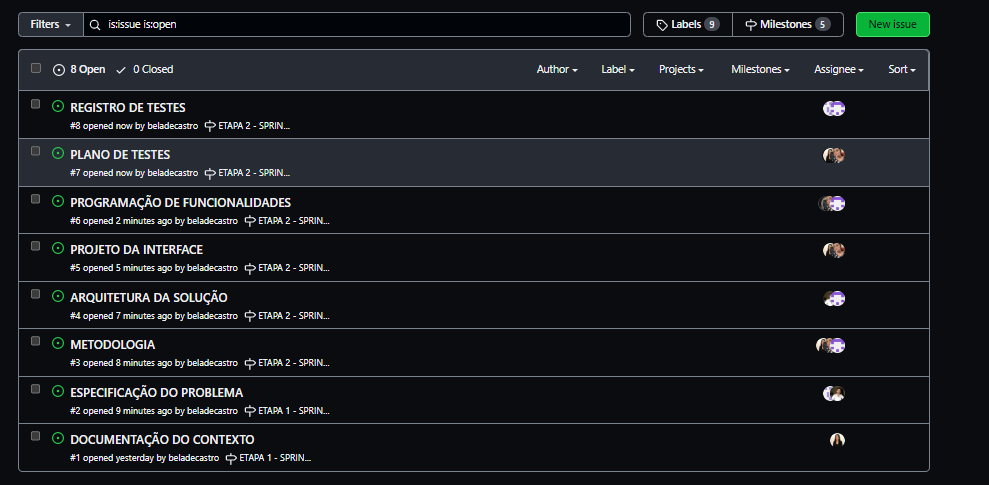 Filters
is:issue is:open
Labels 9
Milestones 5
New issue
8 Open 0 Closed
Author Label Projects Milestones Assignee Sort
REGISTRO DE TESTES
#8 opened now by beladecastro ETAPA 2 - SPRIN...
PLANO DE TESTES
#7 opened now by beladecastro ETAPA 2 - SPRIN...
PROGRAMAÇÃO DE FUNCIONALIDADES
#6 opened 2 minutes ago by beladecastro ETAPA 2 - SPRIN...
PROJETO DA INTERFACE
#5 opened 5 minutes ago by beladecastro ETAPA 2 - SPRIN...
ARQUITETURA DA SOLUÇÃO
#4 opened 7 minutes ago by beladecastro ETAPA 2 - SPRIN...
METODOLOGIA
#3 opened 8 minutes ago by beladecastro ETAPA 2 - SPRIN...
ESPECIFICAÇÃO DO PROBLEMA
#2 opened 9 minutes ago by beladecastro ETAPA 1 - SPRIN...
DOCUMENTAÇÃO DO CONTEXTO
#1 opened yesterday by beladecastro ETAPA 1 - SPRIN...